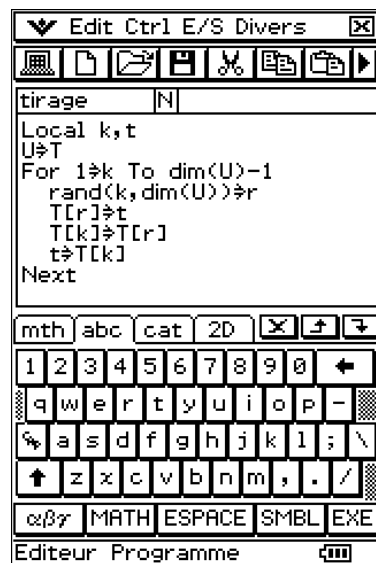 Edit Ctrl E/S Divers
tirage N
Local k,t
U⇒T
For 1⇒k To dim(U)-1
rand(k,dim(U))⇒r
T[r]⇒t
T[k]⇒T[r]
t⇒T[k]
Next
mth abc cat 2D
1 2 3 4 5 6 7 8 9 0 ←
q w e r t y u i o p -
a s d f g h j k l ; \
↑ z x c v b n m , . /
αβγ MATH ESPACE SMBL EXE
Editeur Programme